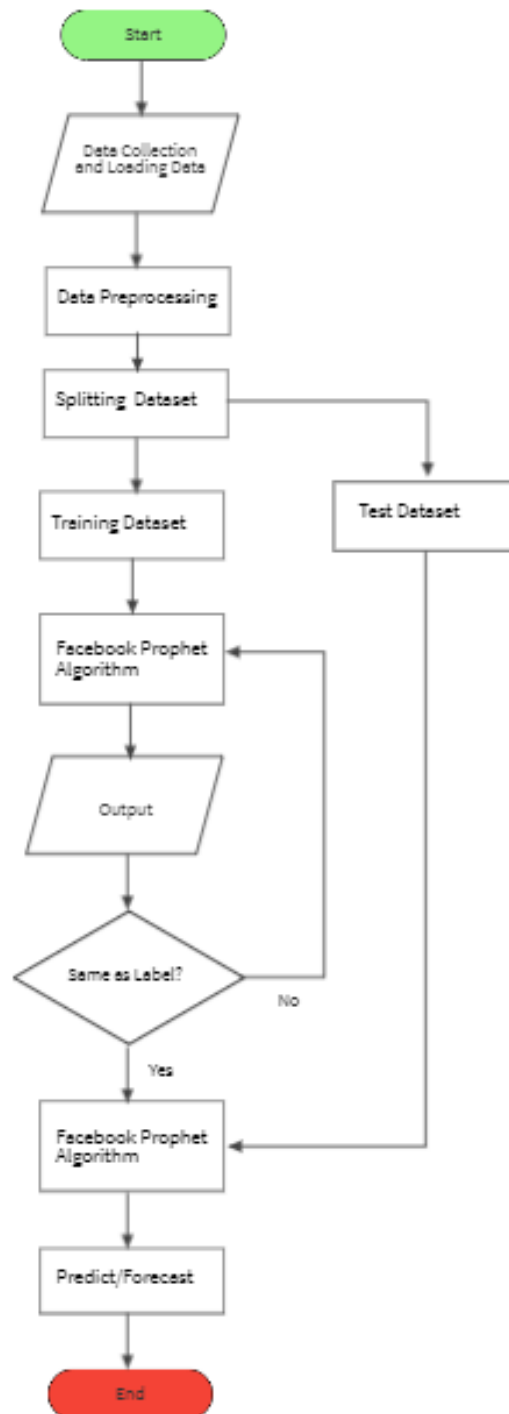 Start
Data Collection
and Loading Data
Data Preprocessing
Splitting Dataset
Training Dataset
Test Dataset
Facebook Prophet
Algorithm
Output
Same as Label?
No
Yes
Facebook Prophet
Algorithm
Predict/Forecast
End